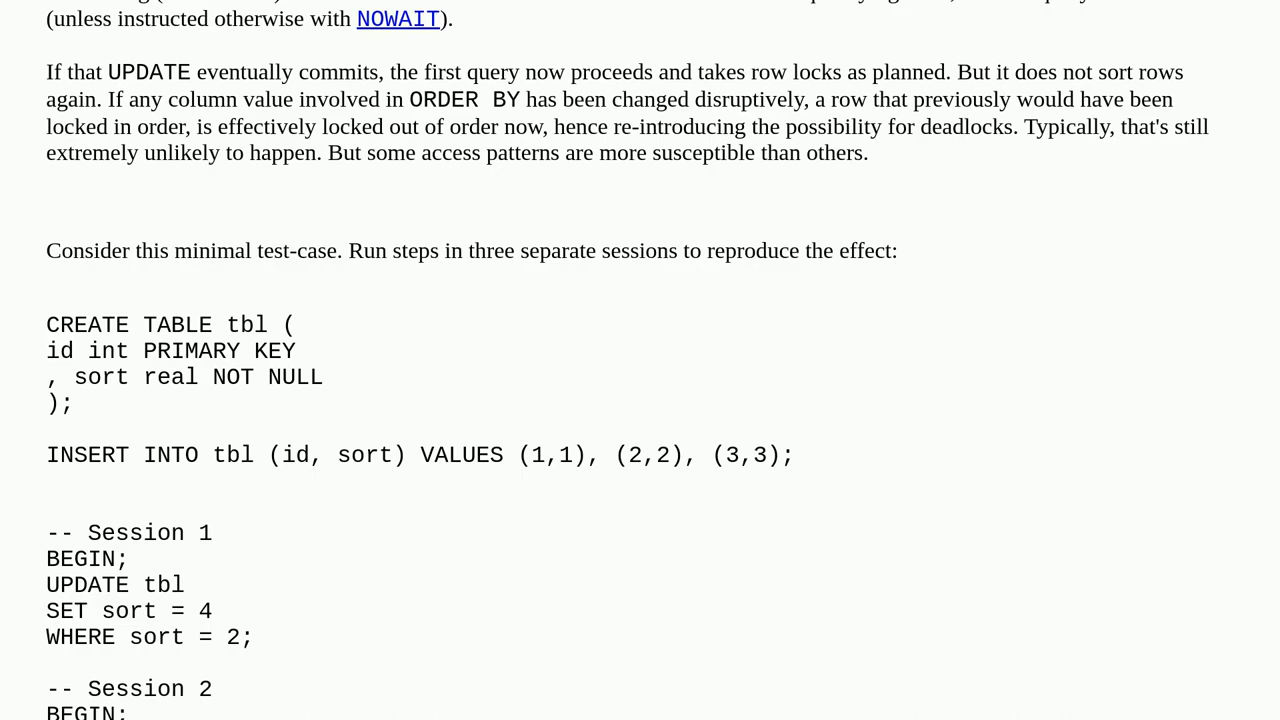 (unless instructed otherwise with NOWAIT).
If that UPDATE eventually commits, the first query now proceeds and takes row locks as planned. But it does not sort rows
again. If any column value involved in ORDER BY has been changed disruptively, a row that previously would have been
locked in order, is effectively locked out of order now, hence re-introducing the possibility for deadlocks. Typically, that's still
extremely unlikely to happen. But some access patterns are more susceptible than others.
Consider this minimal test-case. Run steps in three separate sessions to reproduce the effect:
CREATE TABLE tbl (
id int PRIMARY KEY
, sort real NOT NULL
);
INSERT INTO tbl (id, sort) VALUES (1,1), (2,2), (3,3);
-- Session 1
BEGIN;
UPDATE tbl
SET sort = 4
WHERE sort = 2;
-- Session 2
BEGIN;